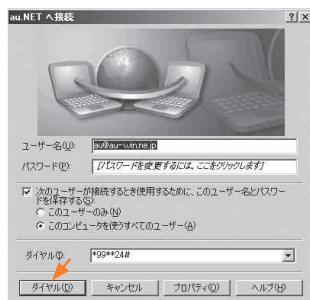 au.NET へ接続
ユーザー名(U): au@au-win.ne.jp
パスワード(P): [パスワードを変更するには、ここをクリックします]
次のユーザーが接続するとき使用するために、このユーザー名とパスワー
ドを保存する(S):
このユーザーのみ(N)
このコンピュータを使うすべてのユーザー(A)
ダイヤル(I): *99**24#
ダイヤル(D) キャンセル プロパティ(O) ヘルプ(H)